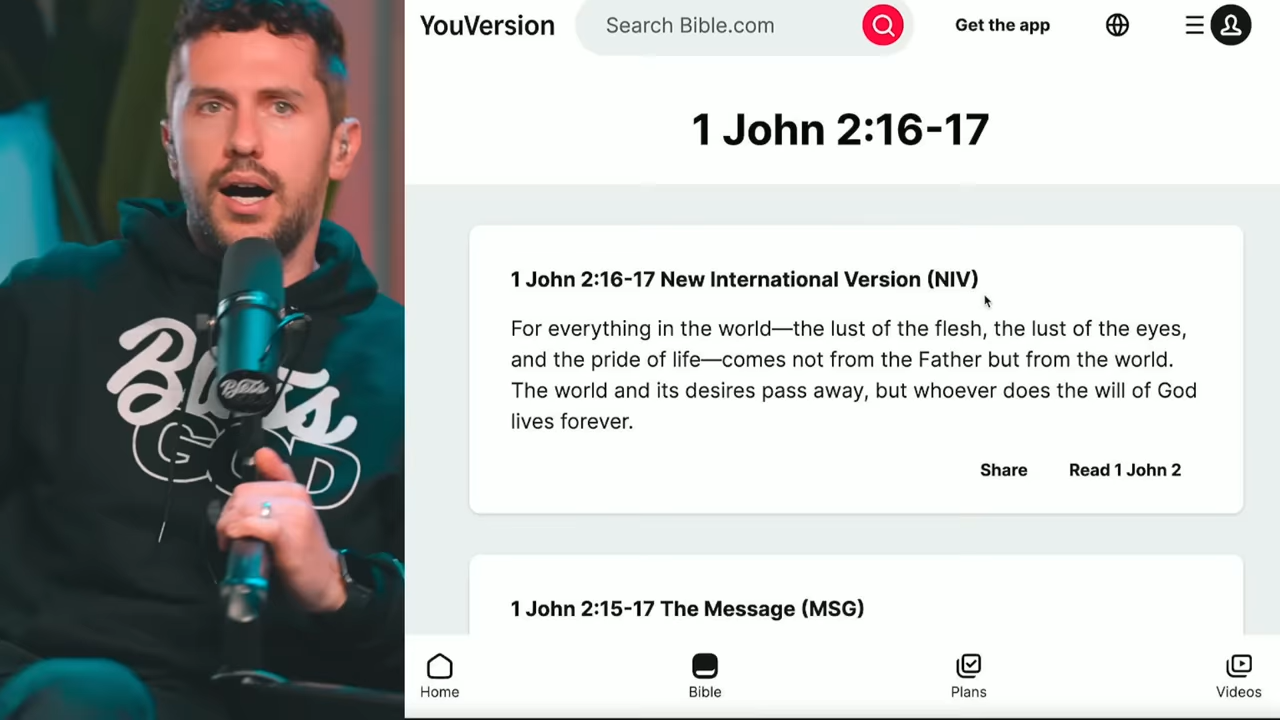 YouVersion
Search Bible.com
Get the app
1 John 2:16-17
1 John 2:16-17 New International Version (NIV)
For everything in the world—the lust of the flesh, the lust of the eyes,
and the pride of life—comes not from the Father but from the world.
The world and its desires pass away, but whoever does the will of God
lives forever.
Share
Read 1 John 2
1 John 2:15-17 The Message (MSG)
Home
Bible
Plans
Videos
GOD